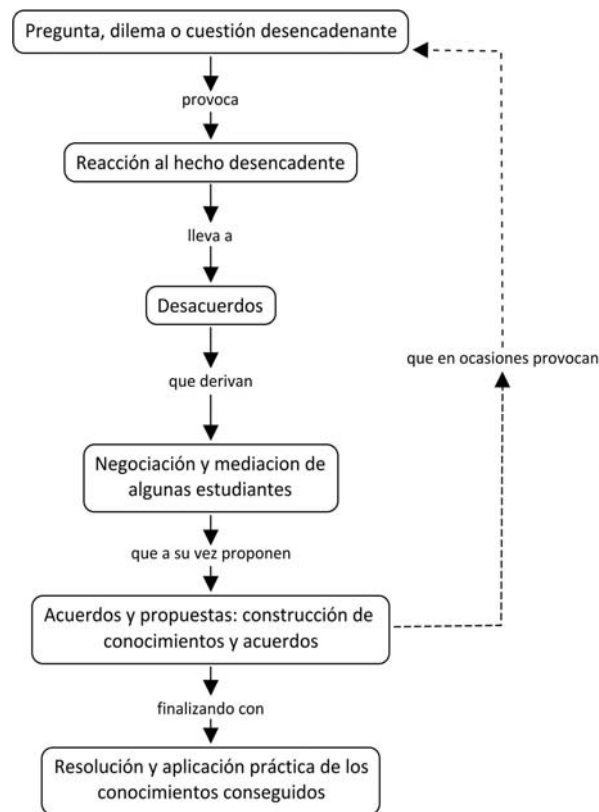 Pregunta, dilema o cuestión desencadenante
provoca
Reacción al hecho desencadente
lleva a
Desacuerdos
que en ocasiones provocan
que derivan
Negociación y mediacion de
algunas estudiantes
que a su vez proponen
Acuerdos y propuestas: construcción de
conocimientos y acuerdos
finalizando con
Resolución y aplicación práctica de los
conocimientos conseguidos